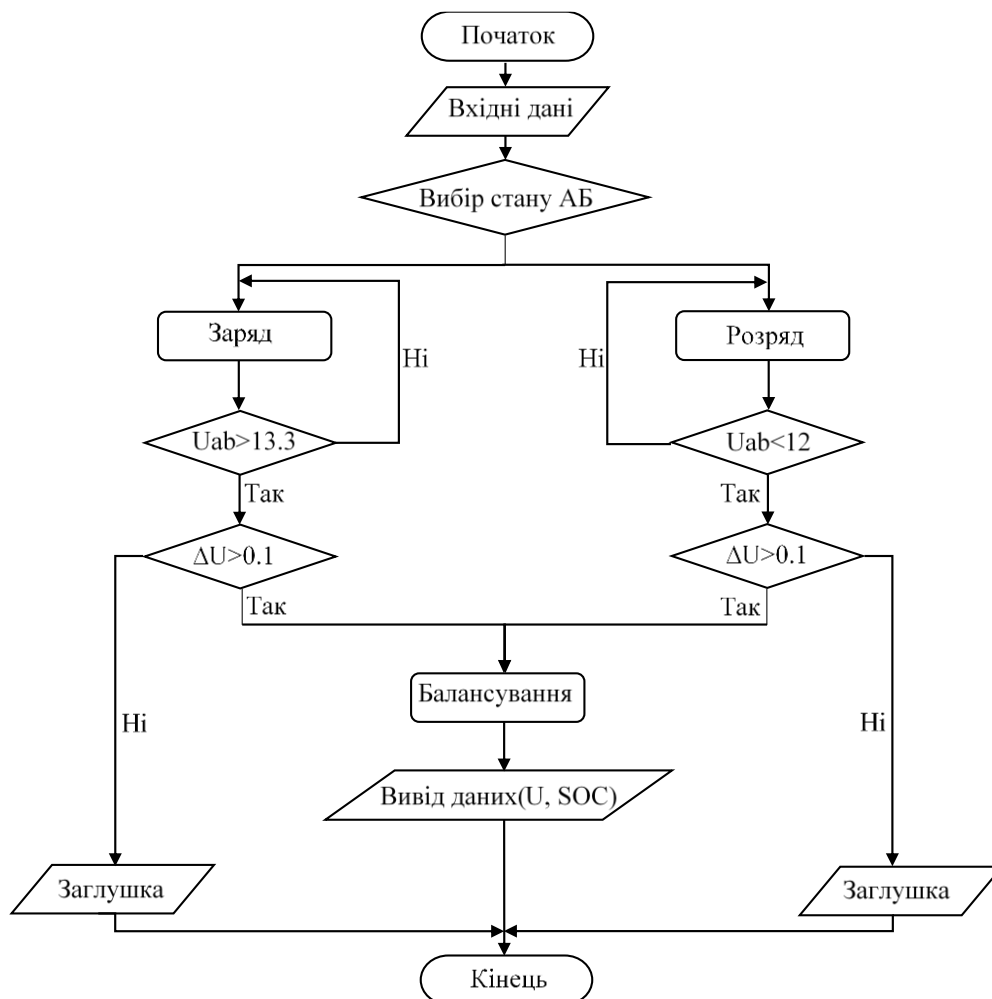 Початок
Вхідні дані
Вибір стану АБ
Заряд
Ні
Ні
Розряд
Uab>13.3
Uab<12
Так
Так
ΔU>0.1
ΔU>0.1
Так
Так
Балансування
Ні
Ні
Вивід даних(U, SOC)
Заглушка
Заглушка
Кінець